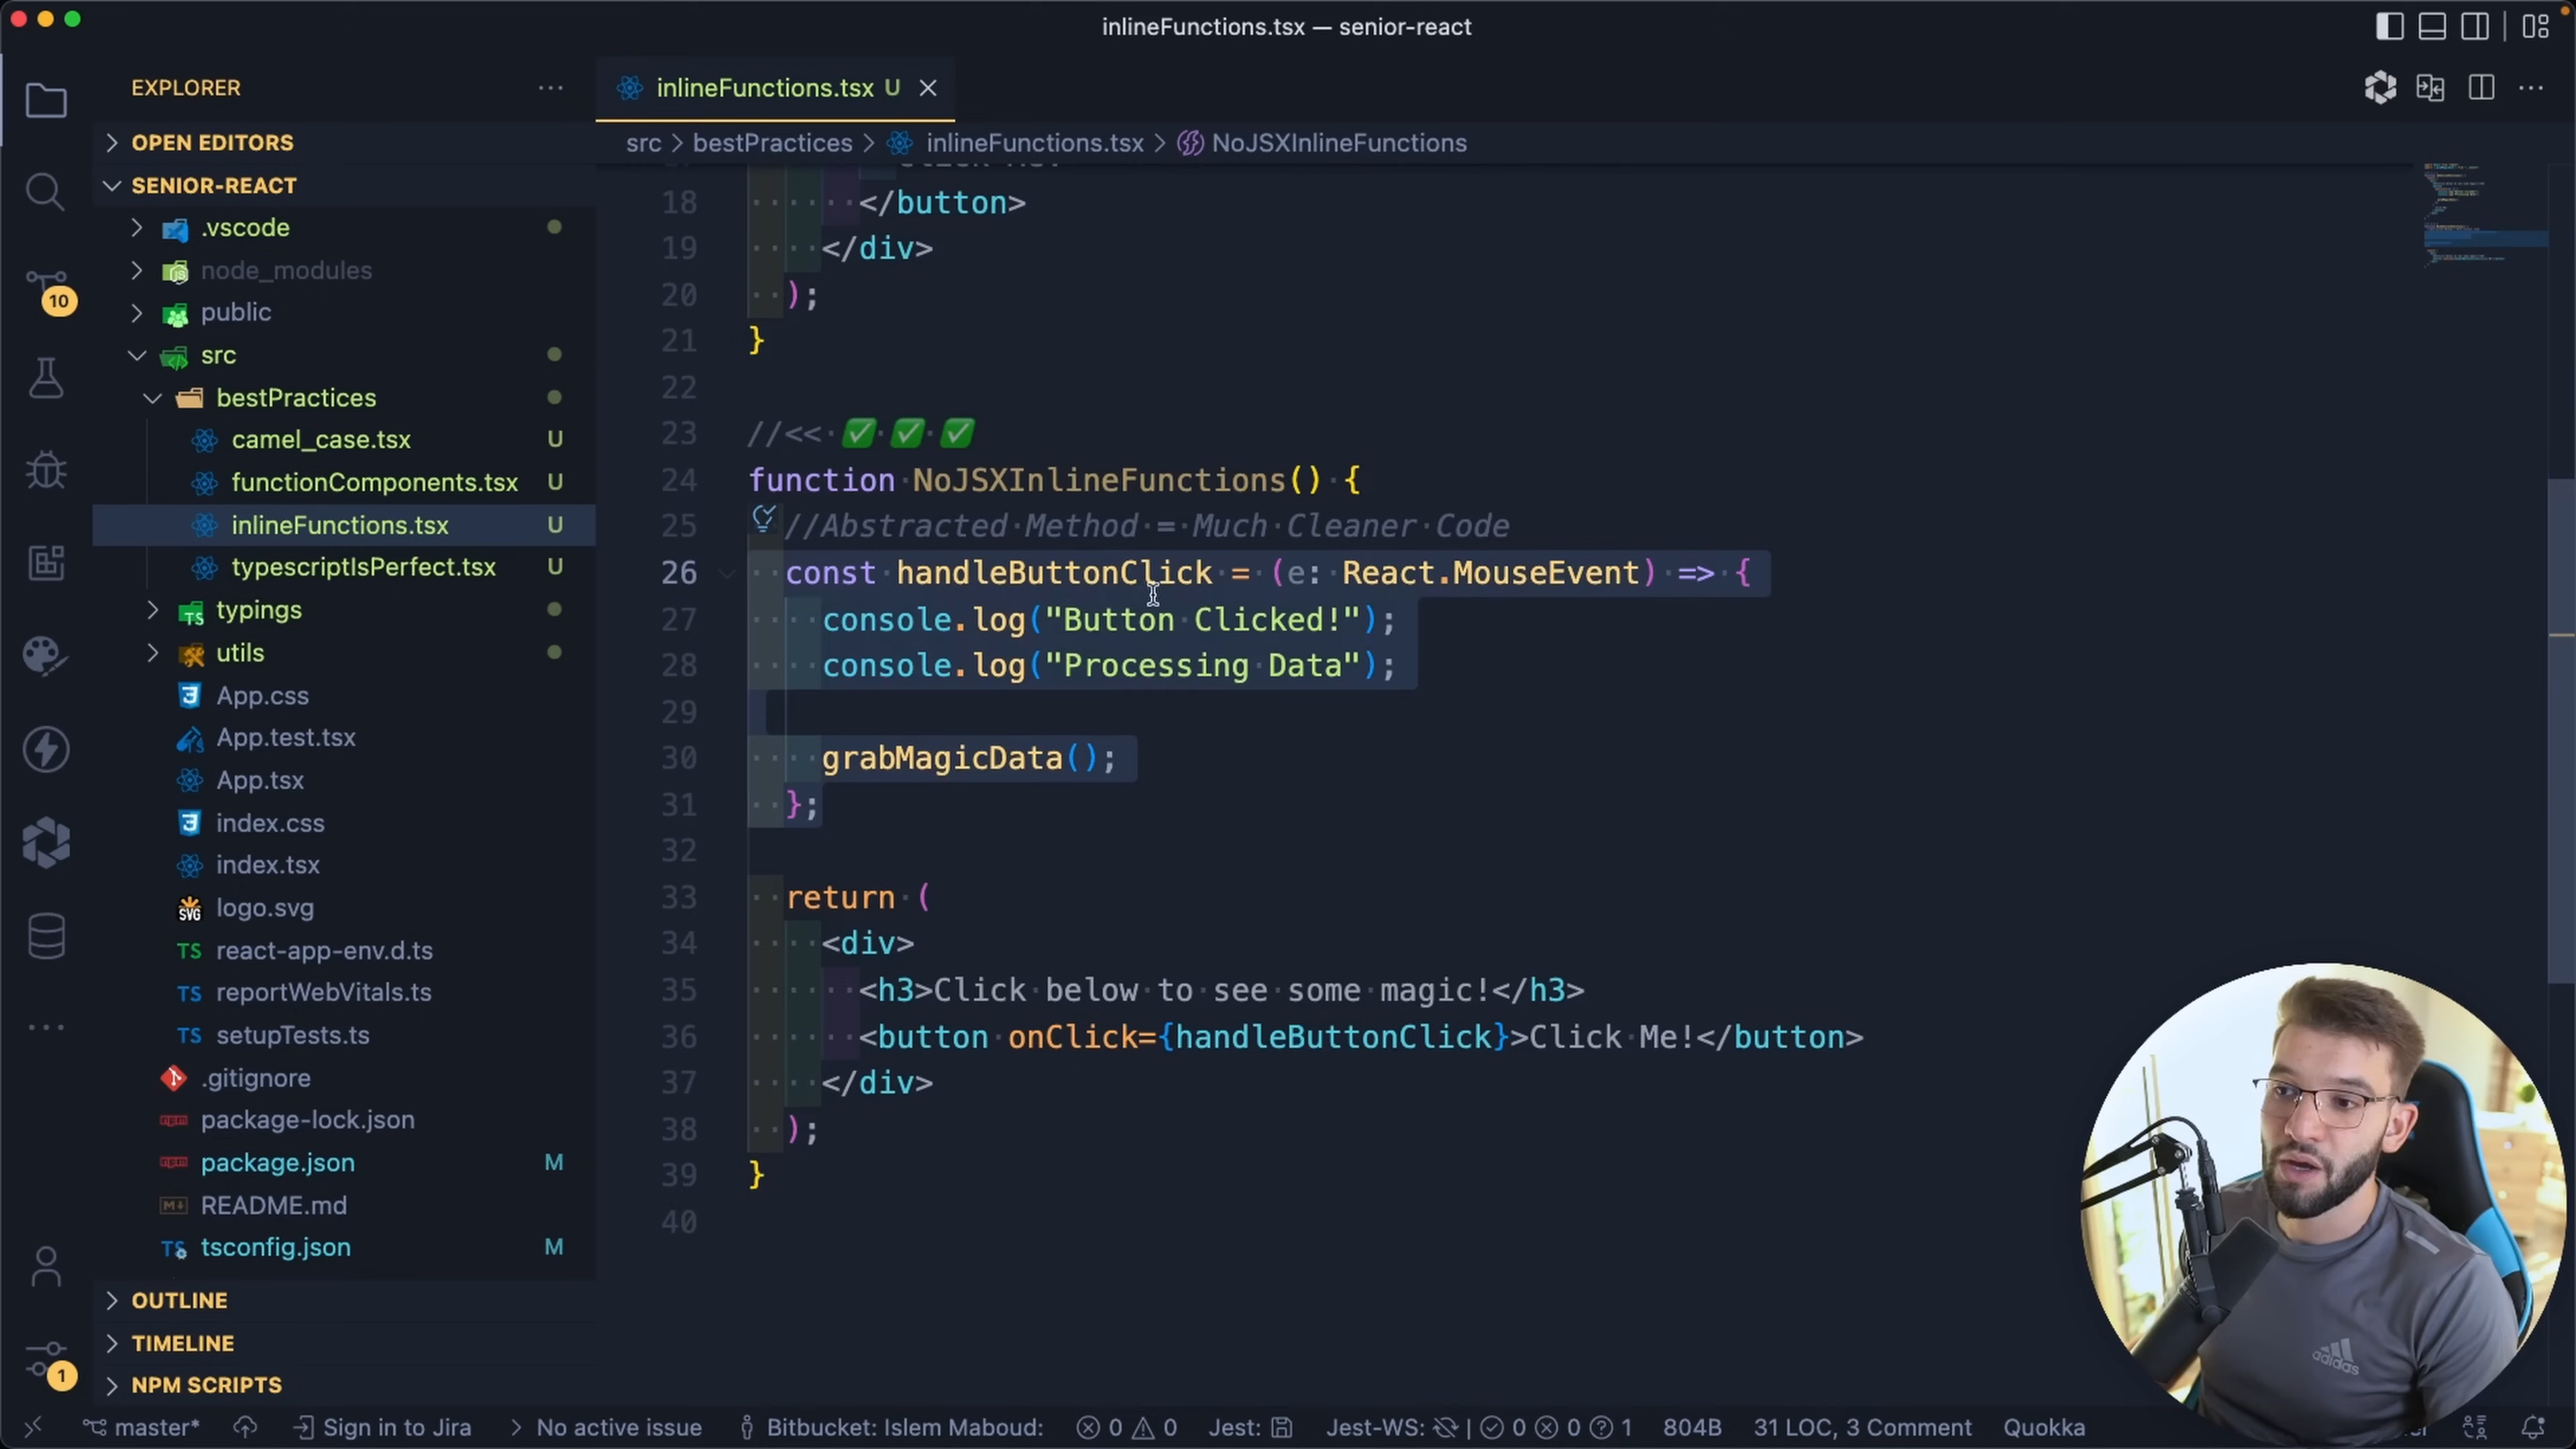 inlineFunctions.tsx — senior-react
EXPLORER
OPEN EDITORS
SENIOR-REACT
.vscode
node_modules
public
src
bestPractices
camel_case.tsx U
functionComponents.tsx U
inlineFunctions.tsx U
typescriptIsPerfect.tsx U
typings
utils
App.css
App.test.tsx
App.tsx
index.css
index.tsx
logo.svg
react-app-env.d.ts
reportWebVitals.ts
setupTests.ts
.gitignore
package-lock.json
package.json M
README.md
tsconfig.json M
OUTLINE
TIMELINE
NPM SCRIPTS
10
1
inlineFunctions.tsx U
src > bestPractices > inlineFunctions.tsx > NoJSXInlineFunctions
18 </button>
19 </div>
20 );
21 }
22
23 //<< ✅ ✅ ✅
24 function NoJSXInlineFunctions() {
25 //Abstracted Method = Much Cleaner Code
26 const handleButtonClick = (e: React.MouseEvent) => {
27 console.log("Button Clicked!");
28 console.log("Processing Data");
29
30 grabMagicData();
31 };
32
33 return (
34 <div>
35 <h3>Click below to see some magic!</h3>
36 <button onClick={handleButtonClick}>Click Me!</button>
37 </div>
38 );
39 }
40
adidas
master* Sign in to Jira No active issue Bitbucket: Islem Maboud: 0 0 Jest: Jest-WS: | 0 0 1 804B 31 LOC, 3 Comment Quokka